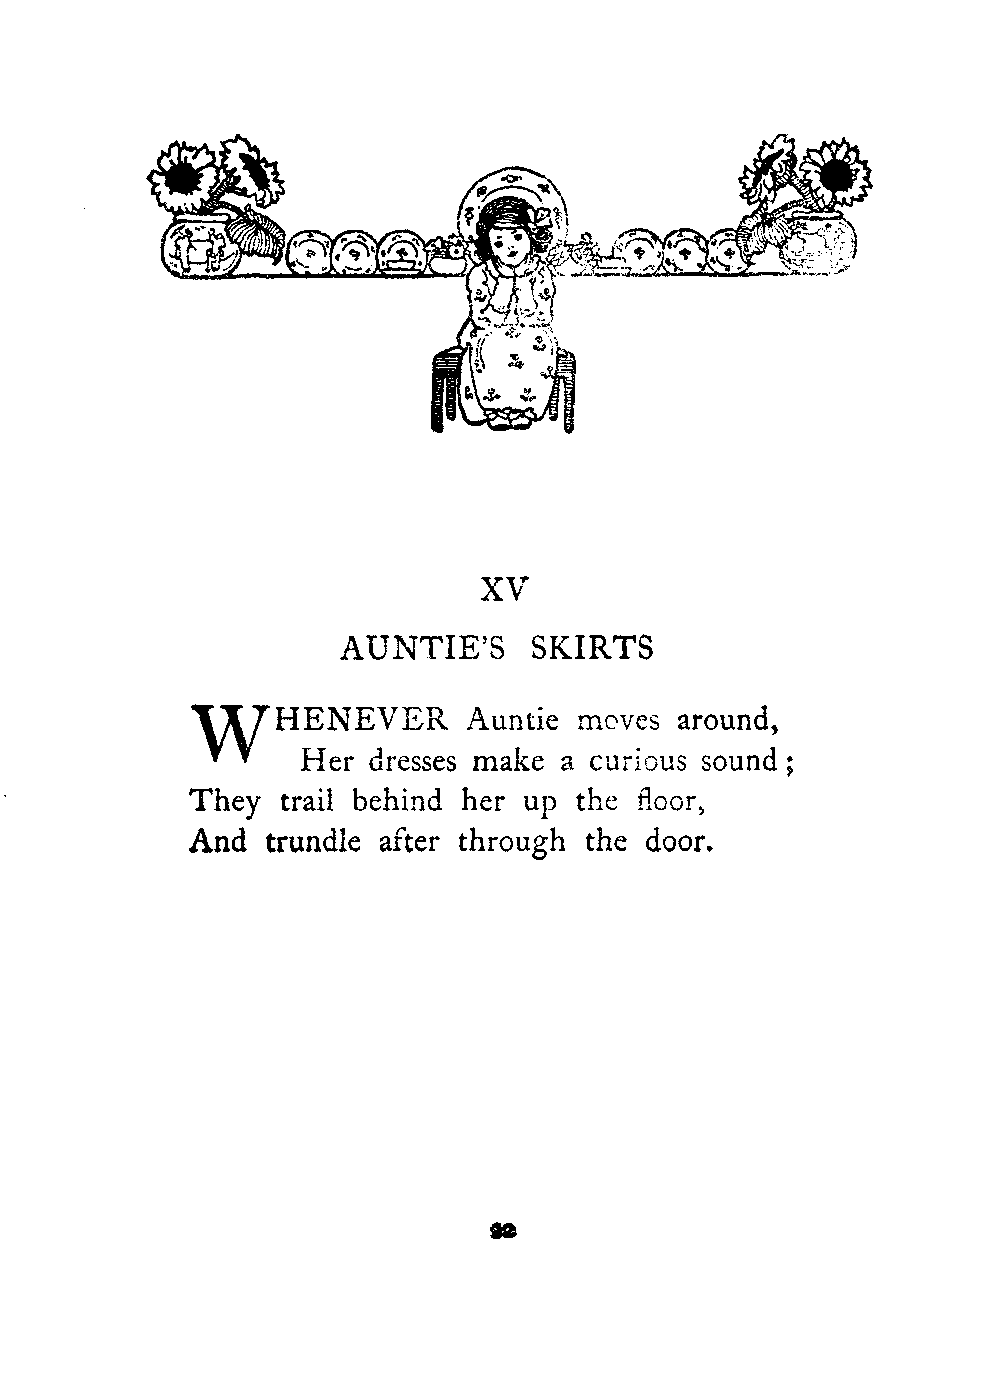 XV
AUNTIE'S SKIRTS
WHENEVER Auntie moves around,
Her dresses make a curious sound;
They trail behind her up the floor,
And trundle after through the door.